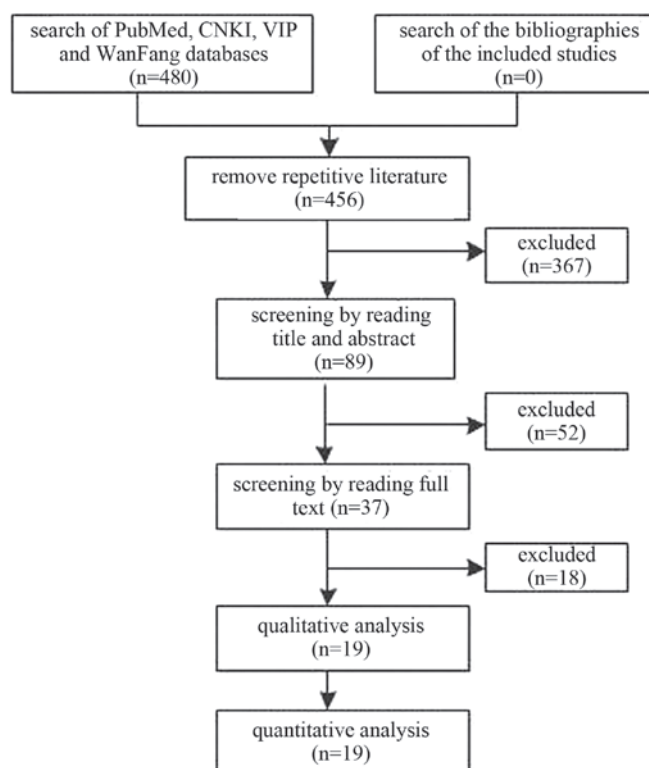 search of PubMed, CNKI, VIP
and WanFang databases
(n=480)
search of the bibliographies
of the included studies
(n=0)
remove repetitive literature
(n=456)
excluded
(n=367)
screening by reading
title and abstract
(n=89)
excluded
(n=52)
screening by reading full
text (n=37)
excluded
(n=18)
qualitative analysis
(n=19)
quantitative analysis
(n=19)